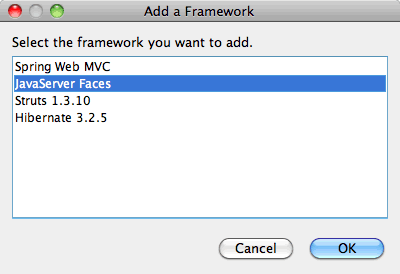 Add a Framework
Select the framework you want to add.
Spring Web MVC
JavaServer Faces
Struts 1.3.10
Hibernate 3.2.5
Cancel
OK